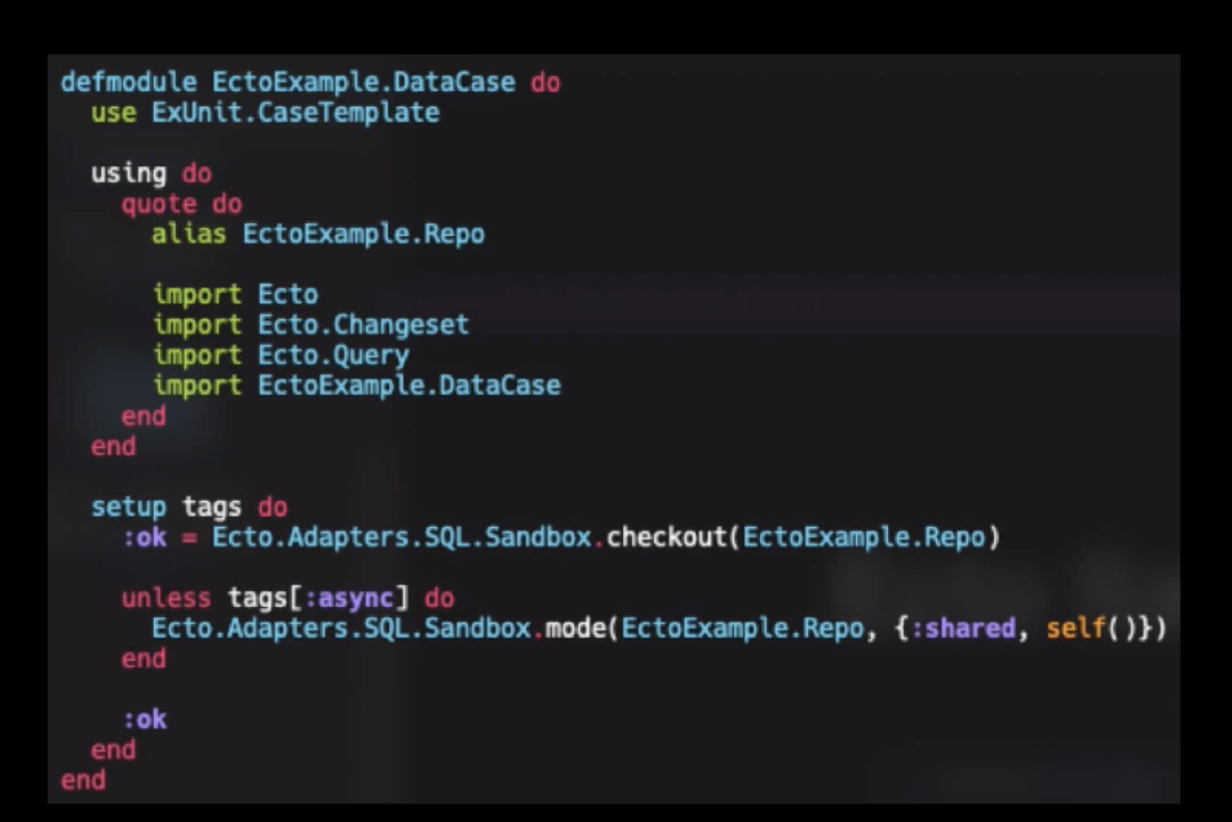 defmodule EctoExample.DataCase do
  use ExUnit.CaseTemplate

  using do
    quote do
      alias EctoExample.Repo

      import Ecto
      import Ecto.Changeset
      import Ecto.Query
      import EctoExample.DataCase
    end
  end

  setup tags do
    :ok = Ecto.Adapters.SQL.Sandbox.checkout(EctoExample.Repo)

    unless tags[:async] do
      Ecto.Adapters.SQL.Sandbox.mode(EctoExample.Repo, {:shared, self()})
    end

    :ok
  end
end